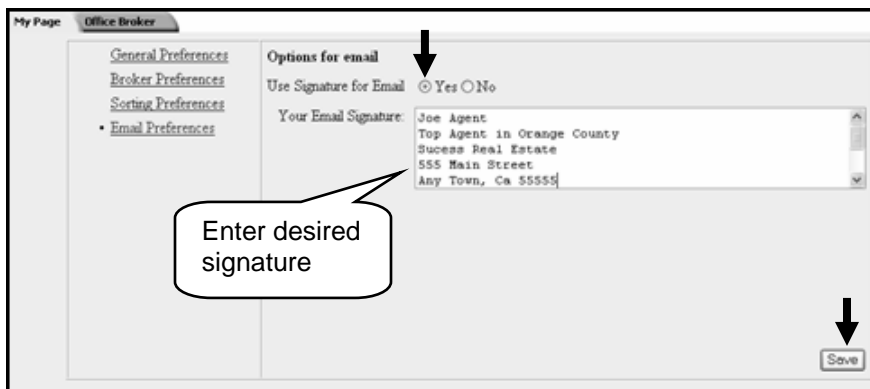 My Page Office Broker
General Preferences
Broker Preferences
Sorting Preferences
• Email Preferences
Options for email
Use Signature for Email Yes No
Your Email Signature:
Joe Agent
Top Agent in Orange County
Sucess Real Estate
555 Main Street
Any Town, Ca 55555
Enter desired
signature
Save